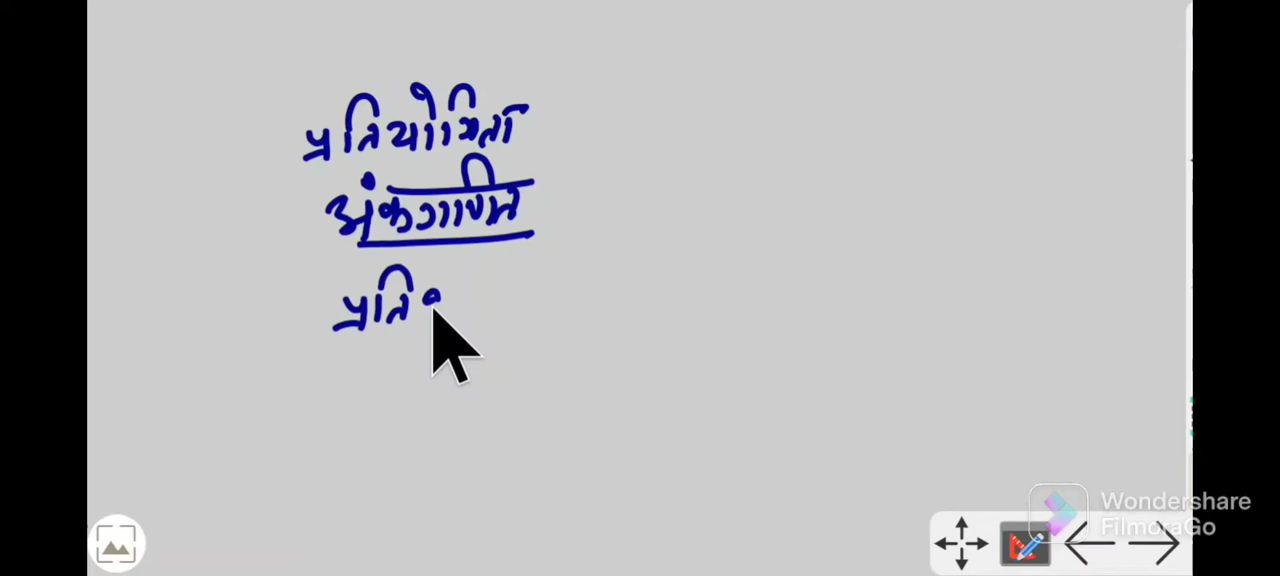 प्रतियोगिता
अंकगणित
प्रति
Wondershare
FilmoraGo